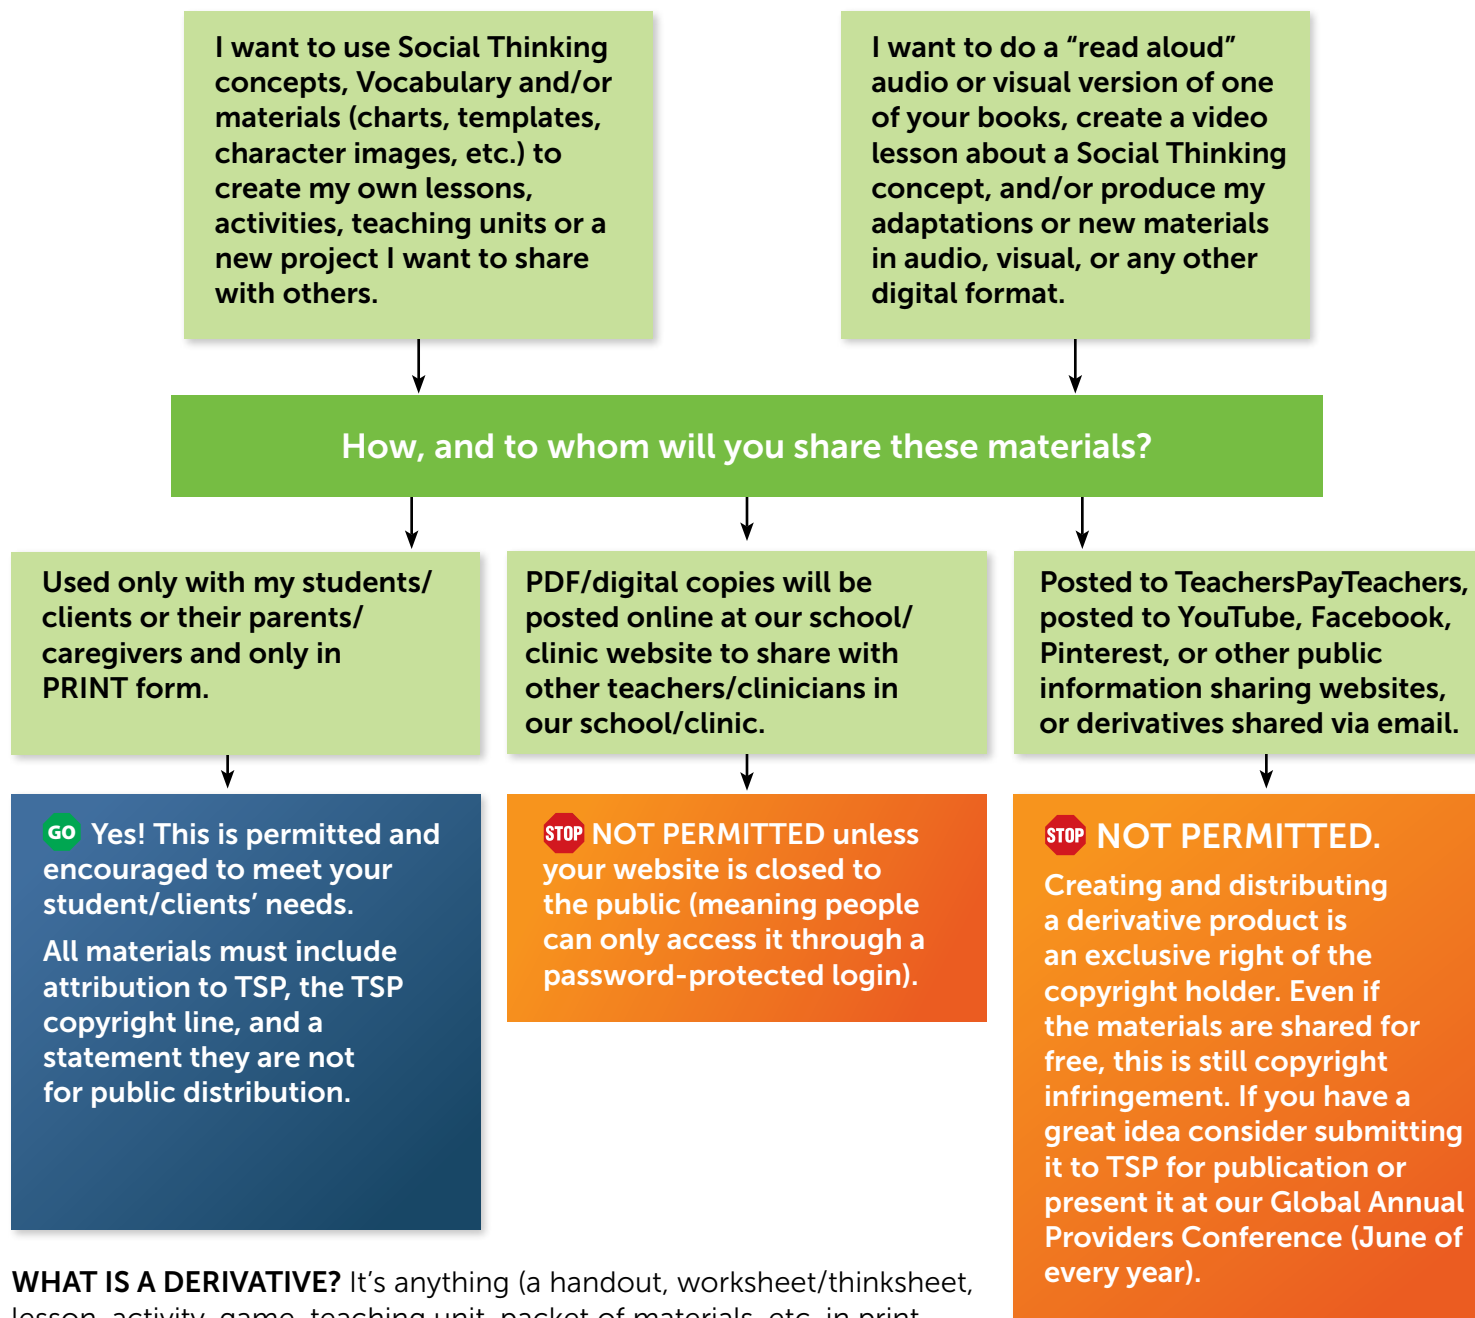 I want to use Social Thinking
concepts, Vocabulary and/or
materials (charts, templates,
character images, etc.) to
create my own lessons,
activities, teaching units or a
new project I want to share
with others.
I want to do a “read aloud”
audio or visual version of one
of your books, create a video
lesson about a Social Thinking
concept, and/or produce my
adaptations or new materials
in audio, visual, or any other
digital format.
How, and to whom will you share these materials?
Used only with my students/
clients or their parents/
caregivers and only in
PRINT form.
PDF/digital copies will be
posted online at our school/
clinic website to share with
other teachers/clinicians in
our school/clinic.
Posted to TeachersPayTeachers,
posted to YouTube, Facebook,
Pinterest, or other public
information sharing websites,
or derivatives shared via email.
GO Yes! This is permitted and
encouraged to meet your
student/clients’ needs.
All materials must include
attribution to TSP, the TSP
copyright line, and a
statement they are not
for public distribution.
STOP NOT PERMITTED unless
your website is closed to
the public (meaning people
can only access it through a
password-protected login).
STOP NOT PERMITTED.
Creating and distributing
a derivative product is
an exclusive right of the
copyright holder. Even if
the materials are shared for
free, this is still copyright
infringement. If you have a
great idea consider submitting
it to TSP for publication or
present it at our Global Annual
Providers Conference (June of
every year).
WHAT IS A DERIVATIVE? It’s anything (a handout, worksheet/thinksheet,
lesson, activity, game, teaching unit, packet of materials, etc. in print